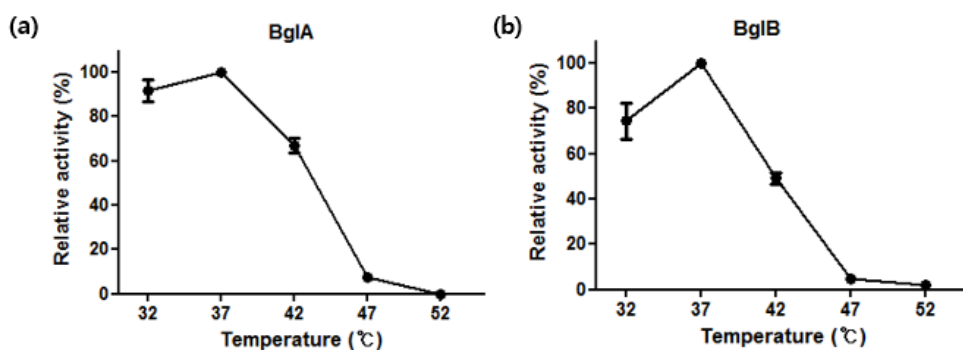 (a)
BglA
Relative activity (%)
100
80
60
40
20
0
32 37 42 47 52
Temperature (℃)
(b)
BglB
Relative activity (%)
100
80
60
40
20
0
32 37 42 47 52
Temperature (℃)